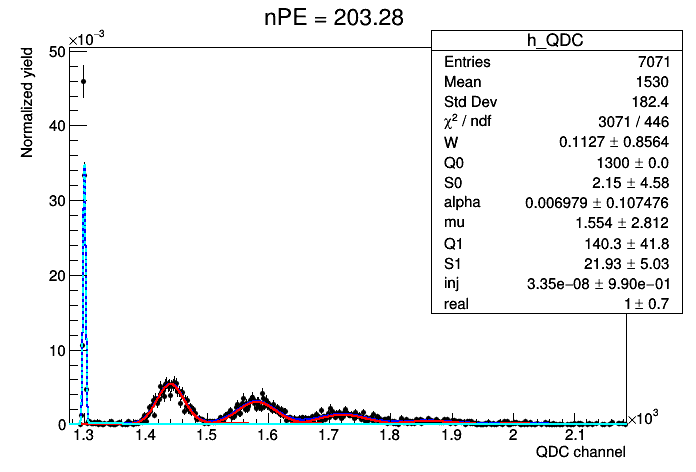 nPE = 203.28
×10⁻³
h_QDC
Entries 7071
Mean 1530
Std Dev 182.4
χ² / ndf 3071 / 446
W 0.1127 ± 0.8564
Q0 1300 ± 0.0
S0 2.15 ± 4.58
alpha 0.006979 ± 0.107476
mu 1.554 ± 2.812
Q1 140.3 ± 41.8
S1 21.93 ± 5.03
inj 3.35e−08 ± 9.90e−01
real 1 ± 0.7
Normalized yield
50
40
30
20
10
0
1.3 1.4 1.5 1.6 1.7 1.8 1.9 2 2.1
×10³
QDC channel